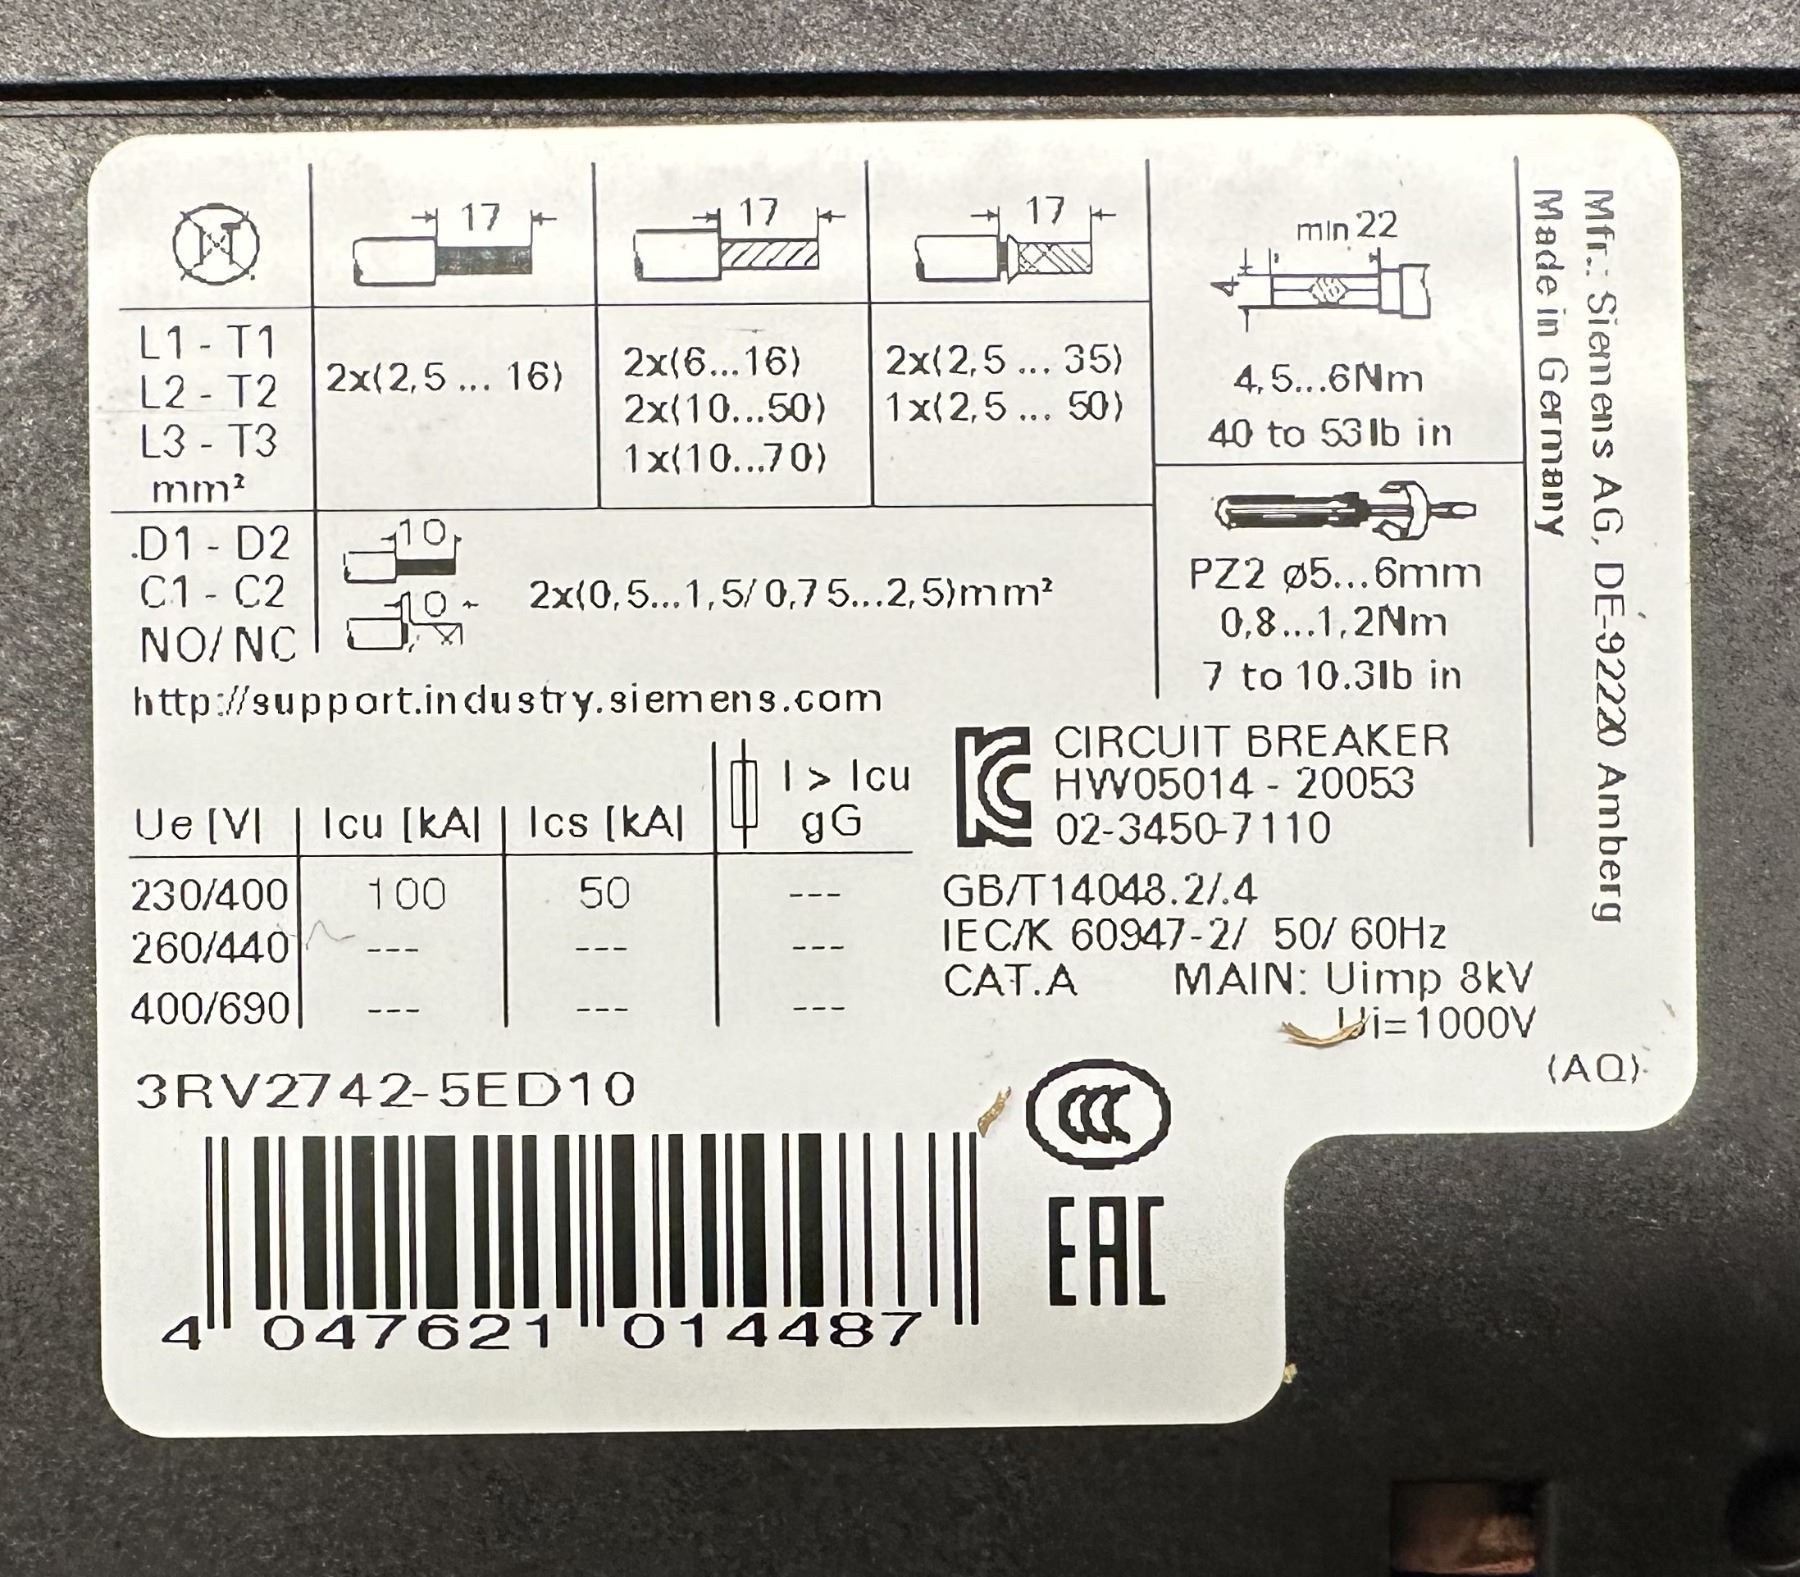 17
17
17
min 22
4
L1 - T1
L2 - T2
L3 - T3
mm²
2x(2,5 ... 16)
2x(6...16)
2x(10...50)
1x(10...70)
2x(2,5 ... 35)
1x(2,5 ... 50)
4,5...6Nm
40 to 53lb in
D1 - D2
C1 - C2
NO/NC
10
10
2x(0,5...1,5/0,75...2,5)mm²
PZ2 ø5...6mm
0,8...1,2Nm
7 to 10.3lb in
Mfr.: Siemens AG, DE-92220 Amberg
Made in Germany
http://support.industry.siemens.com
Ue [V] Icu [kA] Ics [kA] I > Icu gG
230/400 100 50 ---
260/440 --- --- ---
400/690 --- --- ---
CIRCUIT BREAKER
HW05014 - 20053
02-3450-7110
GB/T14048.2/.4
IEC/K 60947-2/ 50/60Hz
CAT.A MAIN: Uimp 8kV
Ui=1000V
(AQ)
3RV2742-5ED10
CCC
EAC
4 047621 014487